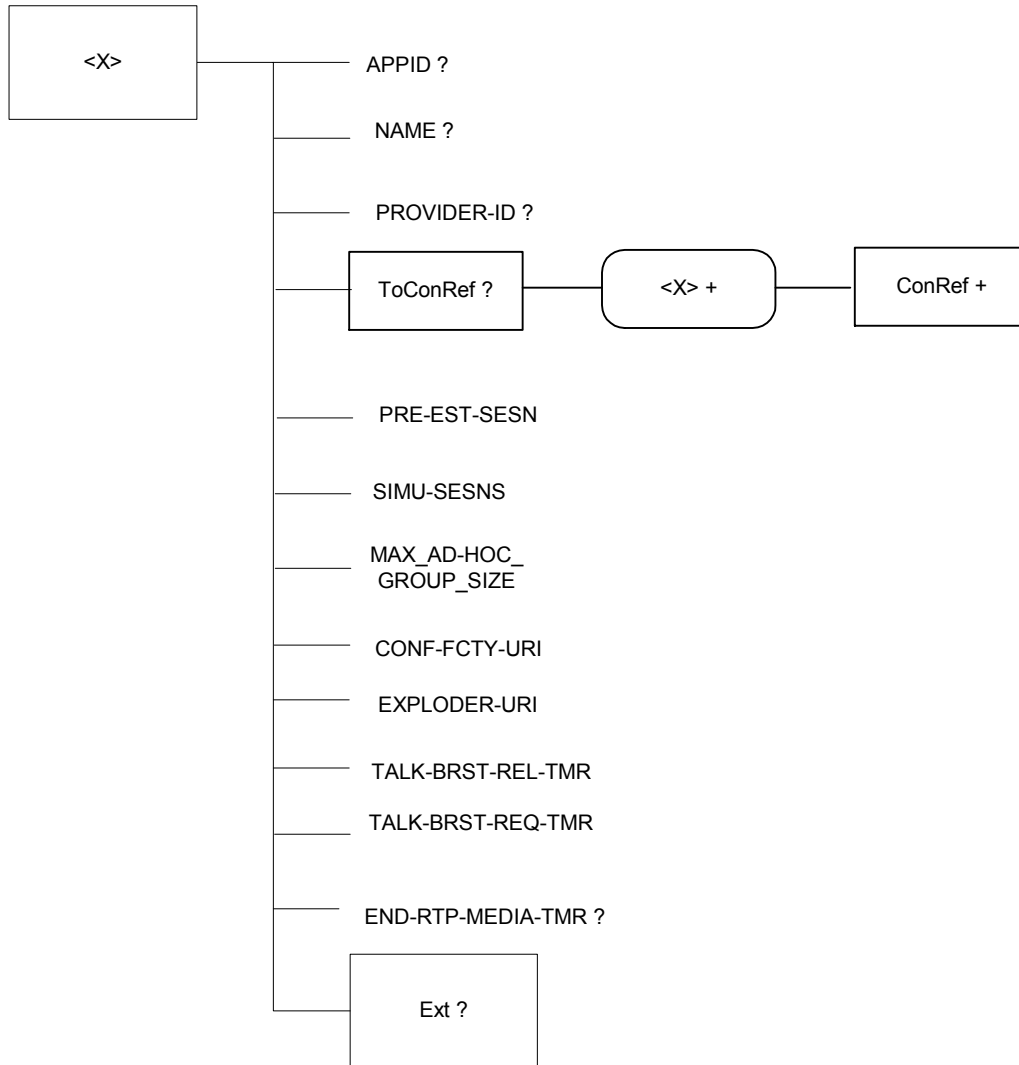 <X>
APPID ?
NAME ?
PROVIDER-ID ?
ToConRef ?
<X> +
ConRef +
PRE-EST-SESN
SIMU-SESNS
MAX_AD-HOC_
GROUP_SIZE
CONF-FCTY-URI
EXPLODER-URI
TALK-BRST-REL-TMR
TALK-BRST-REQ-TMR
END-RTP-MEDIA-TMR ?
Ext ?